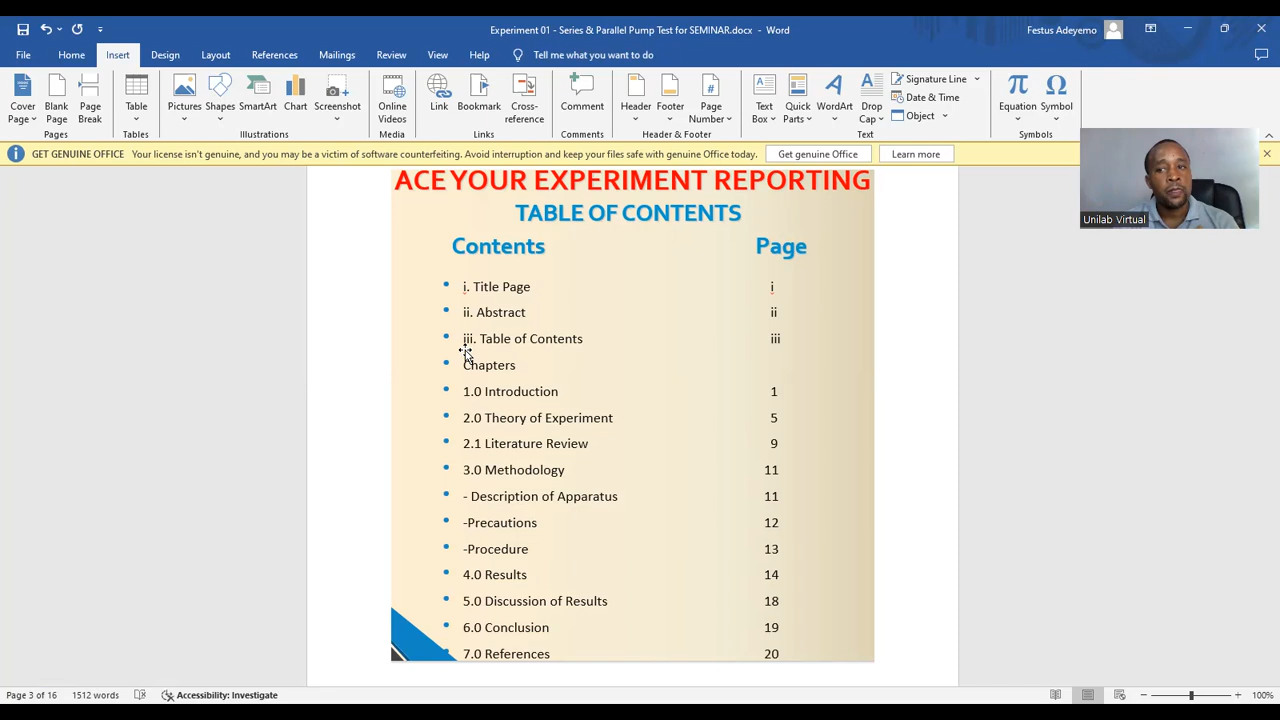 Experiment 01 - Series & Parallel Pump Test for SEMINAR.docx - Word
Festus Adeyemo
File Home Insert Design Layout References Mailings Review View Help Tell me what you want to do
Cover Page
Blank Page
Page Break
Table
Pictures
Shapes
SmartArt
Chart
Screenshot
Online Videos
Link
Bookmark
Cross-reference
Comment
Header
Footer
Page Number
Text Box
Quick Parts
WordArt
Drop Cap
Signature Line
Date & Time
Object
Equation
Symbol
Pages Tables Illustrations Media Links Comments Header & Footer Text Symbols
GET GENUINE OFFICE Your license isn't genuine, and you may be a victim of software counterfeiting. Avoid interruption and keep your files safe with genuine Office today. Get genuine Office Learn more
Unilab Virtual
ACE YOUR EXPERIMENT REPORTING
TABLE OF CONTENTS
Contents Page
i. Title Page i
ii. Abstract ii
iii. Table of Contents iii
Chapters
1.0 Introduction 1
2.0 Theory of Experiment 5
2.1 Literature Review 9
3.0 Methodology 11
- Description of Apparatus 11
-Precautions 12
-Procedure 13
4.0 Results 14
5.0 Discussion of Results 18
6.0 Conclusion 19
7.0 References 20
Page 3 of 16 1512 words Accessibility: Investigate 100%